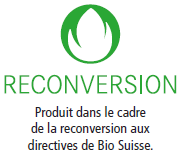 RECONVERSION
Produit dans le cadre
de la reconversion aux
directives de Bio Suisse.